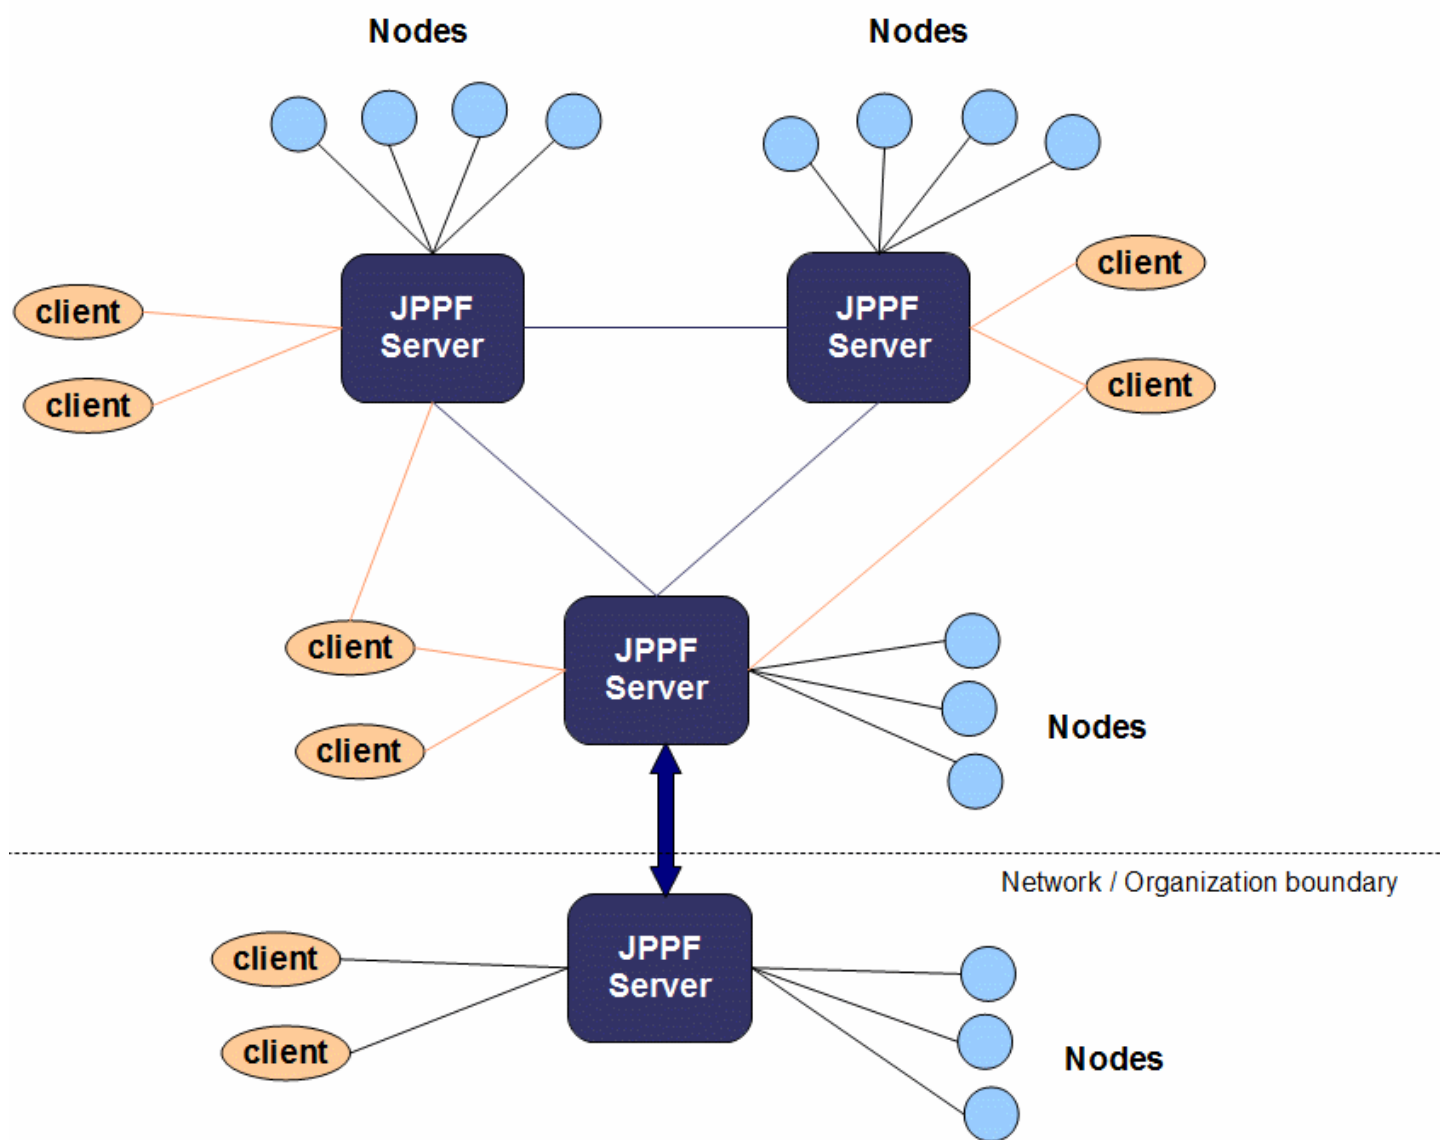 Nodes
Nodes
client
JPPF
Server
JPPF
Server
client
client
client
client
JPPF
Server
client
Nodes
Network / Organization boundary
client
JPPF
Server
client
Nodes